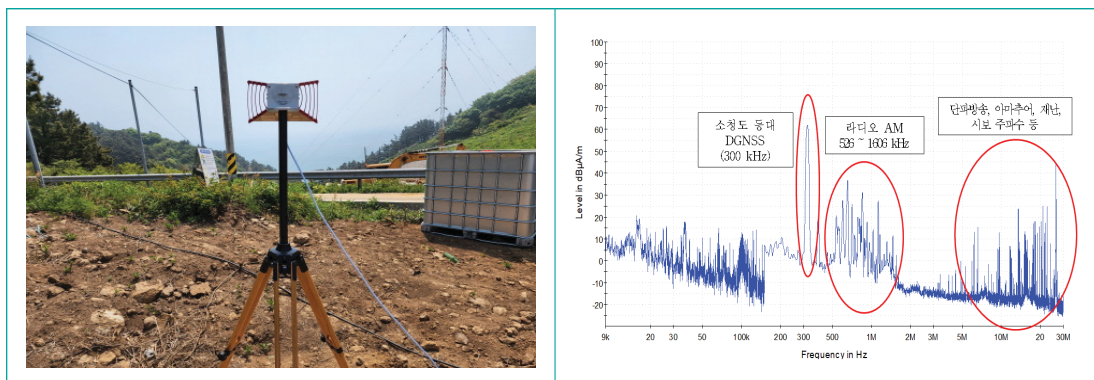 100
90
80
70
60
50
40
30
20
10
0
-10
-20
Level in dBµA/m
소청도 등대
DGNSS
(300 kHz)
라디오 AM
526 ~ 1606 kHz
단파방송, 아마추어, 재난,
시보 주파수 등
9k 20 30 50 100k 200 300 500 1M 2M 3M 5M 10M 20 30M
Frequency in Hz